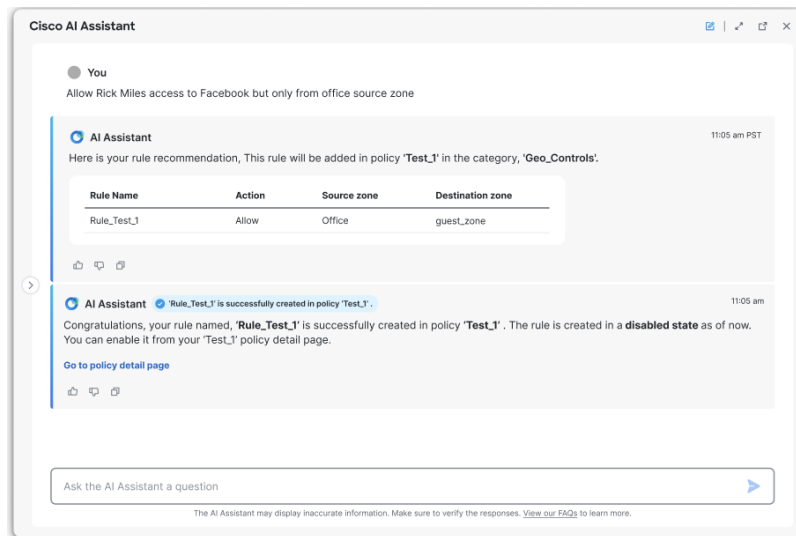 Cisco AI Assistant
You
Allow Rick Miles access to Facebook but only from office source zone
AI Assistant
11:05 am PST
Here is your rule recommendation, This rule will be added in policy 'Test_1' in the category, 'Geo_Controls'.
Rule Name Action Source zone Destination zone
Rule_Test_1 Allow Office guest_zone
AI Assistant 'Rule_Test_1' is successfully created in policy 'Test_1' .
11:05 am
Congratulations, your rule named, 'Rule_Test_1' is successfully created in policy 'Test_1' . The rule is created in a disabled state as of now.
You can enable it from your 'Test_1' policy detail page.
Go to policy detail page
Ask the AI Assistant a question
The AI Assistant may display inaccurate information. Make sure to verify the responses. View our FAQs to learn more.